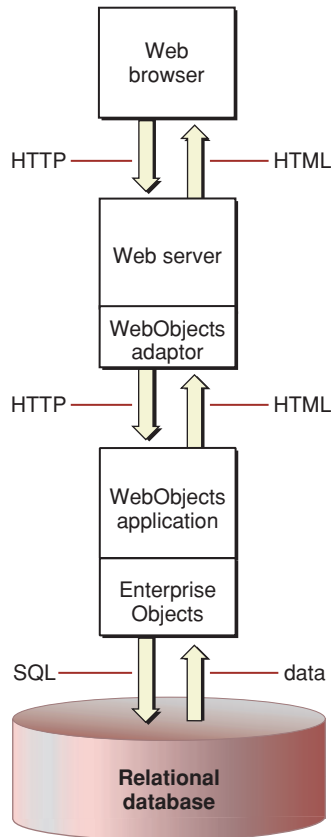 Web
browser
HTTP
HTML
Web server
WebObjects
adaptor
HTTP
HTML
WebObjects
application
Enterprise
Objects
SQL
data
Relational
database